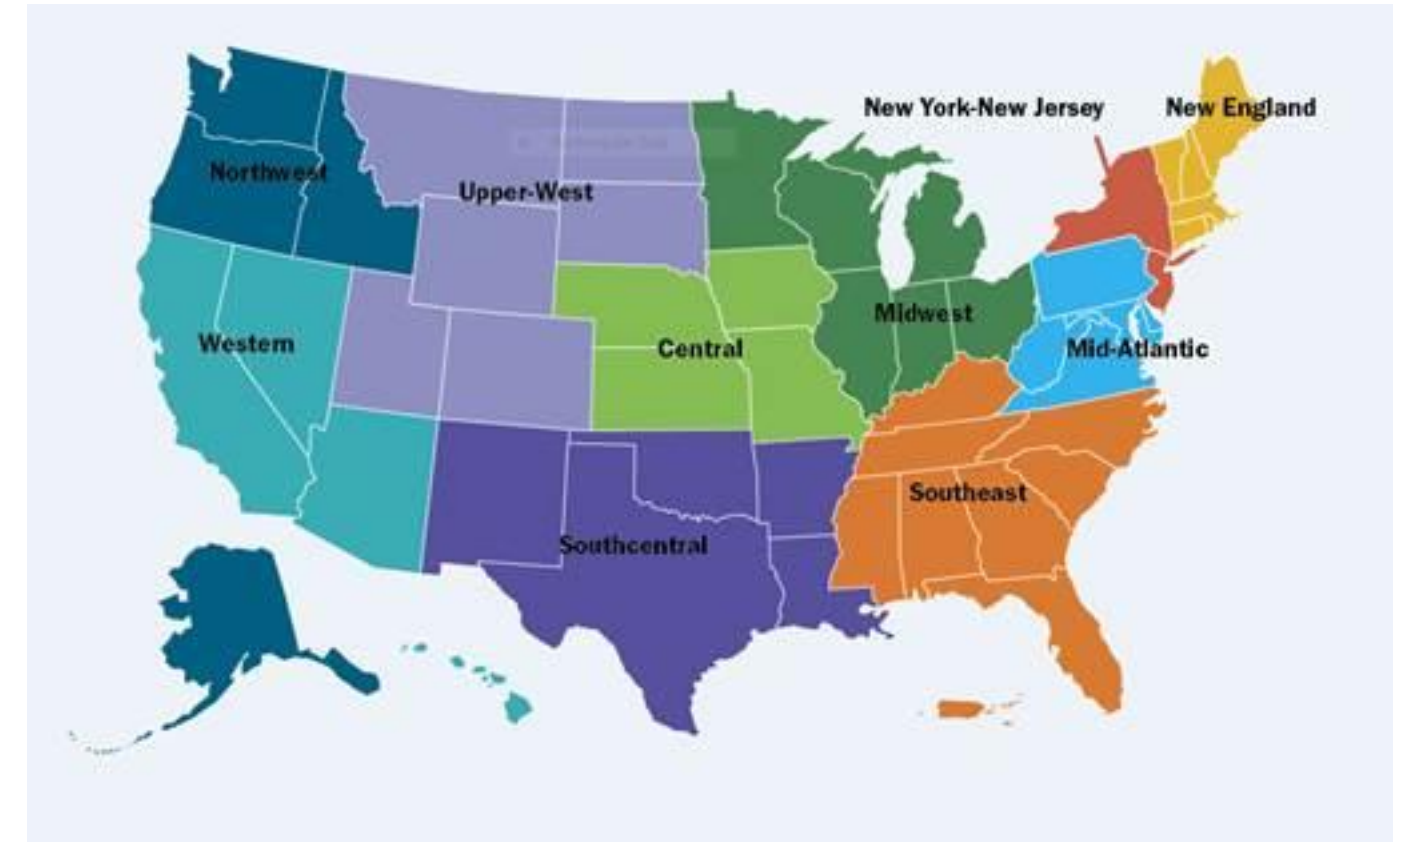 New York-New Jersey
New England
Northwest
Upper-West
Western
Midwest
Central
Mid-Atlantic
Southeast
Southcentral